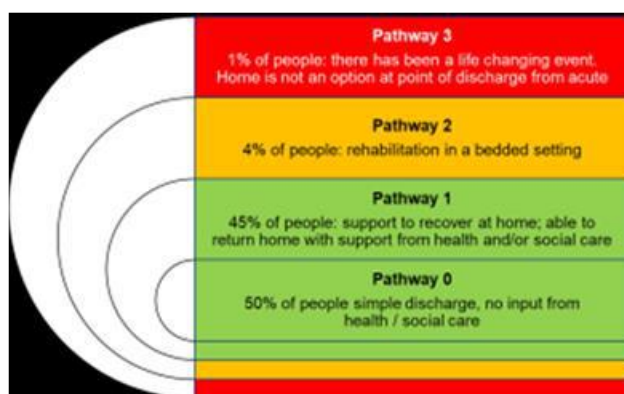 Pathway 3
1% of people: there has been a life changing event.
Home is not an option at point of discharge from acute
Pathway 2
4% of people: rehabilitation in a bedded setting
Pathway 1
45% of people: support to recover at home; able to
return home with support from health and/or social care
Pathway 0
50% of people simple discharge, no input from
health / social care